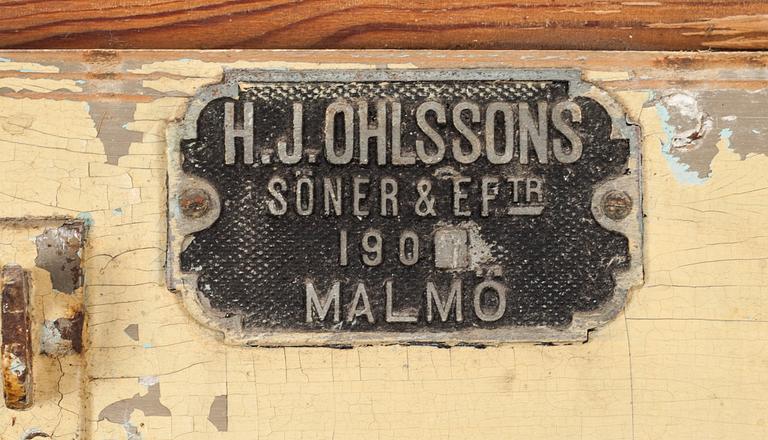 H.J.OHLSSONS
SÖNER & EFTR
190
MALMÖ